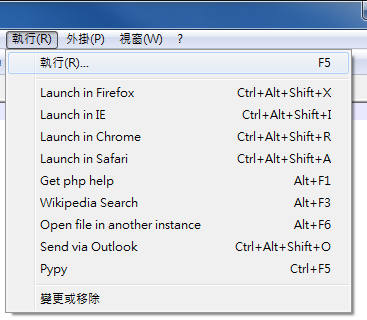 執行(R) 外掛(P) 視窗(W) ?
執行(R)... F5
Launch in Firefox Ctrl+Alt+Shift+X
Launch in IE Ctrl+Alt+Shift+I
Launch in Chrome Ctrl+Alt+Shift+R
Launch in Safari Ctrl+Alt+Shift+A
Get php help Alt+F1
Wikipedia Search Alt+F3
Open file in another instance Alt+F6
Send via Outlook Ctrl+Alt+Shift+O
Pypy Ctrl+F5
變更或移除